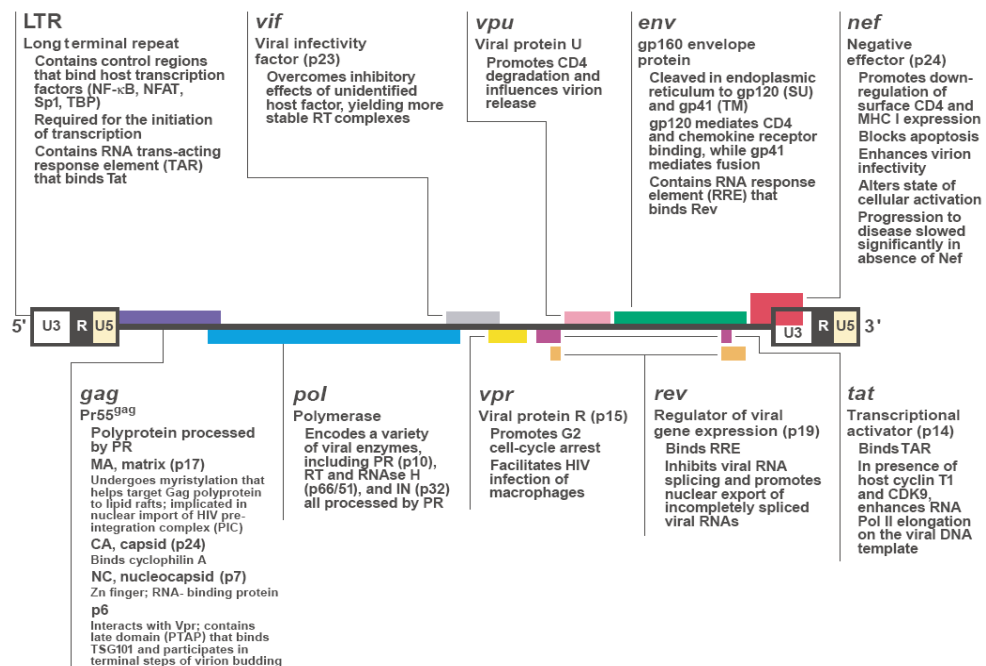 LTR
Long terminal repeat
Contains control regions
that bind host transcription
factors (NF-κB, NFAT,
Sp1, TBP)
Required for the initiation
of transcription
Contains RNA trans-acting
response element (TAR)
that binds Tat
vif
Viral infectivity
factor (p23)
Overcomes inhibitory
effects of unidentified
host factor, yielding more
stable RT complexes
vpu
Viral protein U
Promotes CD4
degradation and
influences virion
release
env
gp160 envelope
protein
Cleaved in endoplasmic
reticulum to gp120 (SU)
and gp41 (TM)
gp120 mediates CD4
and chemokine receptor
binding, while gp41
mediates fusion
Contains RNA response
element (RRE) that
binds Rev
nef
Negative
effector (p24)
Promotes down-
regulation of
surface CD4 and
MHC I expression
Blocks apoptosis
Enhances virion
infectivity
Alters state of
cellular activation
Progression to
disease slowed
significantly in
absence of Nef
5' U3 R U5 U3 R U5 3'
gag
Pr55gag
Polyprotein processed
by PR
MA, matrix (p17)
Undergoes myristylation that
helps target Gag polyprotein
to lipid rafts; implicated in
nuclear import of HIV pre-
integration complex (PIC)
CA, capsid (p24)
Binds cyclophilin A
NC, nucleocapsid (p7)
Zn finger; RNA- binding protein
p6
Interacts with Vpr; contains
late domain (PTAP) that binds
TSG101 and participates in
terminal steps of virion budding
pol
Polymerase
Encodes a variety
of viral enzymes,
including PR (p10),
RT and RNAse H
(p66/51), and IN (p32)
all processed by PR
vpr
Viral protein R (p15)
Promotes G2
cell-cycle arrest
Facilitates HIV
infection of
macrophages
rev
Regulator of viral
gene expression (p19)
Binds RRE
Inhibits viral RNA
splicing and promotes
nuclear export of
incompletely spliced
viral RNAs
tat
Transcriptional
activator (p14)
Binds TAR
In presence of
host cyclin T1
and CDK9,
enhances RNA
Pol II elongation
on the viral DNA
template